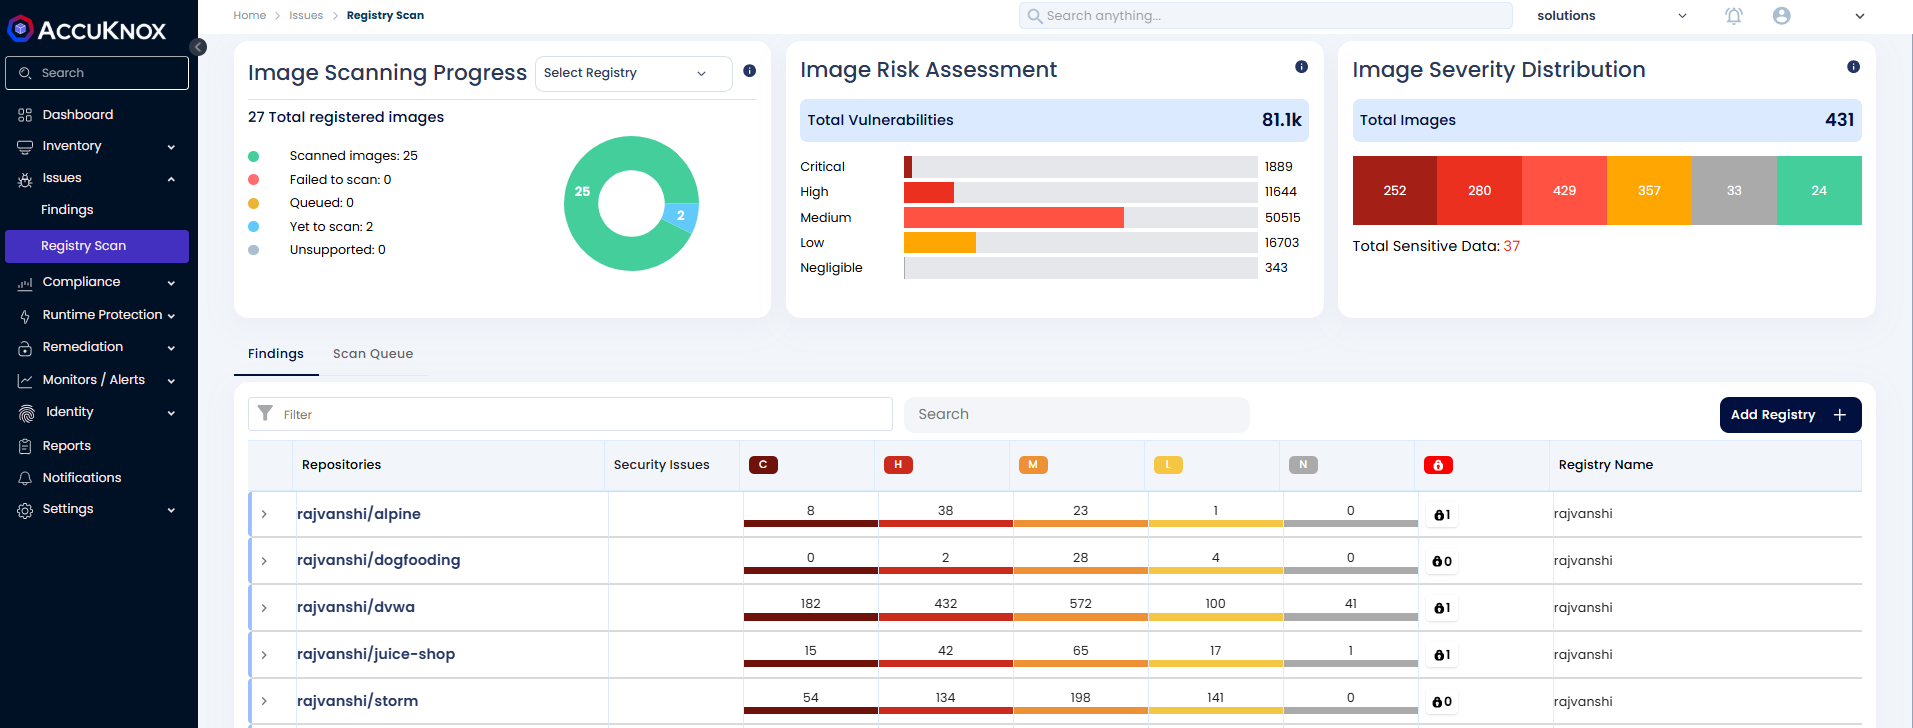 ACCUKNOX
Search
Dashboard
Inventory
Issues
Findings
Registry Scan
Compliance
Runtime Protection
Remediation
Monitors / Alerts
Identity
Reports
Notifications
Settings
Home > Issues > Registry Scan
Search anything...
solutions
Image Scanning Progress
Select Registry
27 Total registered images
Scanned images: 25
Failed to scan: 0
Queued: 0
Yet to scan: 2
Unsupported: 0
25
2
Image Risk Assessment
Total Vulnerabilities 81.1k
Critical 1889
High 11644
Medium 50515
Low 16703
Negligible 343
Image Severity Distribution
Total Images 431
252 280 429 357 33 24
Total Sensitive Data: 37
Findings Scan Queue
Filter
Search
Add Registry +
Repositories Security Issues C H M L N Registry Name
rajvanshi/alpine 8 38 23 1 0 1 rajvanshi
rajvanshi/dogfooding 0 2 28 4 0 0 rajvanshi
rajvanshi/dvwa 182 432 572 100 41 1 rajvanshi
rajvanshi/juice-shop 15 42 65 17 1 1 rajvanshi
rajvanshi/storm 54 134 198 141 0 0 rajvanshi